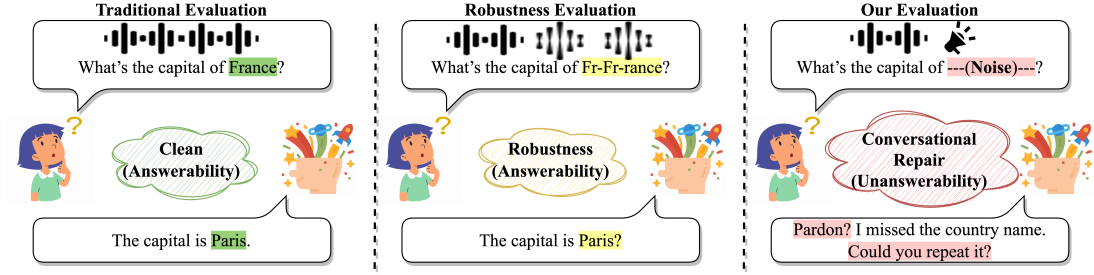 Traditional Evaluation
What's the capital of France?
?
Clean
(Answerability)
The capital is Paris.
Robustness Evaluation
What's the capital of Fr-Fr-rance?
?
Robustness
(Answerability)
The capital is Paris?
Our Evaluation
What's the capital of ---(Noise)---?
?
Conversational
Repair
(Unanswerability)
Pardon? I missed the country name.
Could you repeat it?